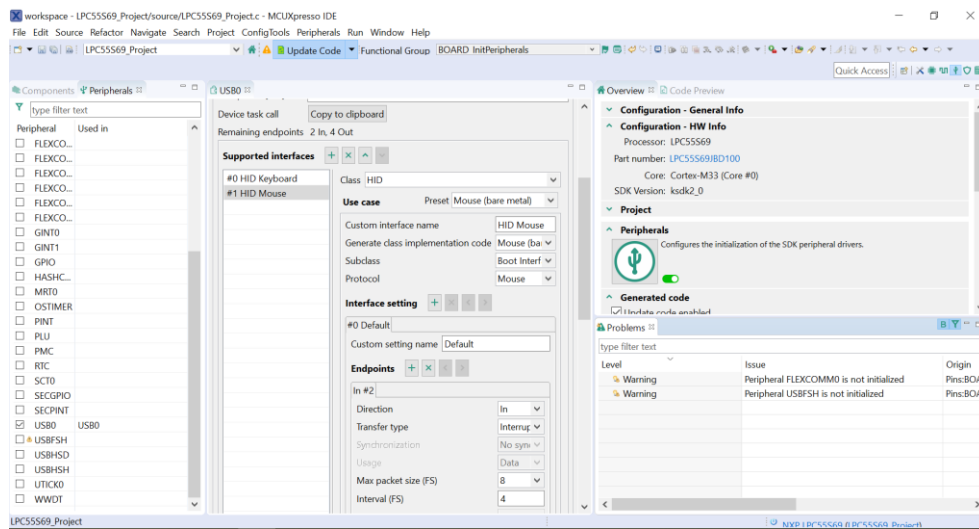 workspace - LPC55S69_Project/source/LPC55S69_Project.c - MCUXpresso IDE
File Edit Source Refactor Navigate Search Project ConfigTools Peripherals Run Window Help
LPC55S69_Project
Update Code
Functional Group BOARD_InitPeripherals
Quick Access
Components
Peripherals
type filter text
Peripheral Used in
FLEXCO...
FLEXCO...
FLEXCO...
FLEXCO...
FLEXCO...
FLEXCO...
GINT0
GINT1
GPIO
HASHC...
MRT0
OSTIMER
PINT
PLU
PMC
RTC
SCT0
SECGPIO
SECPINT
USB0 USB0
USBFSH
USBHSD
USBHSH
UTICK0
WWDT
USB0
Device task call Copy to clipboard
Remaining endpoints 2 In, 4 Out
Supported interfaces
#0 HID Keyboard
#1 HID Mouse
Class HID
Use case Preset Mouse (bare metal)
Custom interface name HID Mouse
Generate class implementation code Mouse (bar
Subclass Boot Interf
Protocol Mouse
Interface setting
#0 Default
Custom setting name Default
Endpoints
In #2
Direction In
Transfer type Interrup
Synchronization No sync
Usage Data
Max packet size (FS) 8
Interval (FS) 4
Overview Code Preview
Configuration - General Info
Configuration - HW Info
Processor: LPC55S69
Part number: LPC55S69JBD100
Core: Cortex-M33 (Core #0)
SDK Version: ksdk2_0
Project
Peripherals
Configures the initialization of the SDK peripheral drivers.
Generated code
Update code enabled
Problems
type filter text
Level Issue Origin
Warning Peripheral FLEXCOMM0 is not initialized Pins:BOA
Warning Peripheral USBFSH is not initialized Pins:BOA
LPC55S69_Project
NXP LPC55S69 (LPC55S69_Project)